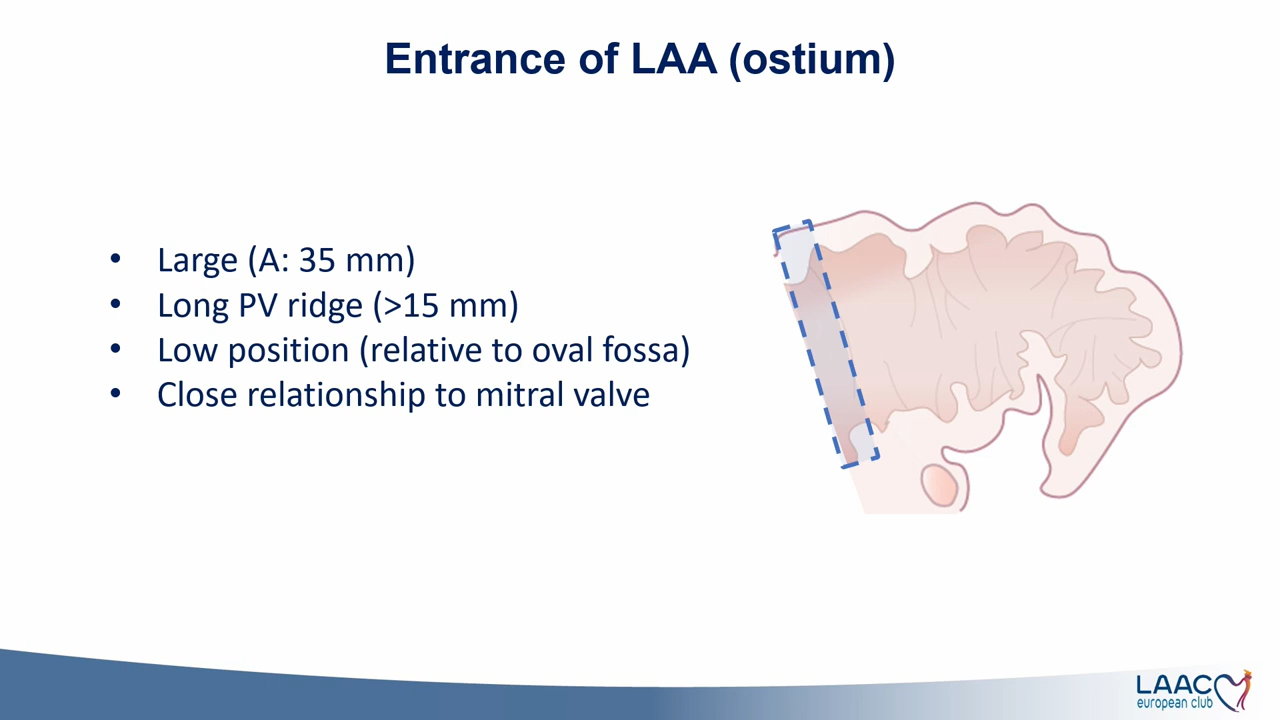 Entrance of LAA (ostium)
• Large (A: 35 mm)
• Long PV ridge (>15 mm)
• Low position (relative to oval fossa)
• Close relationship to mitral valve
LAAC
european club